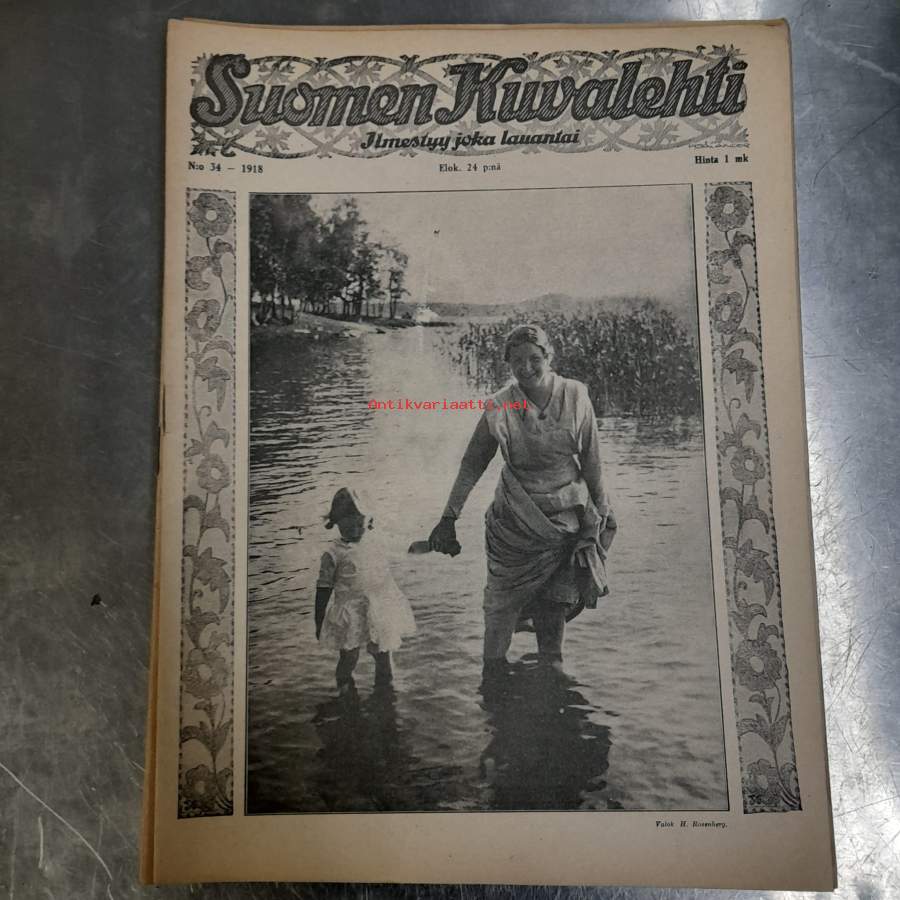 Suomen Kuvalehti
Ilmestyy joka lauantai
N:o 34 – 1918
Elok. 24 p:nä
Hinta 1 mk
Antikvariaatti.net
Valok. H. Rosenberg.